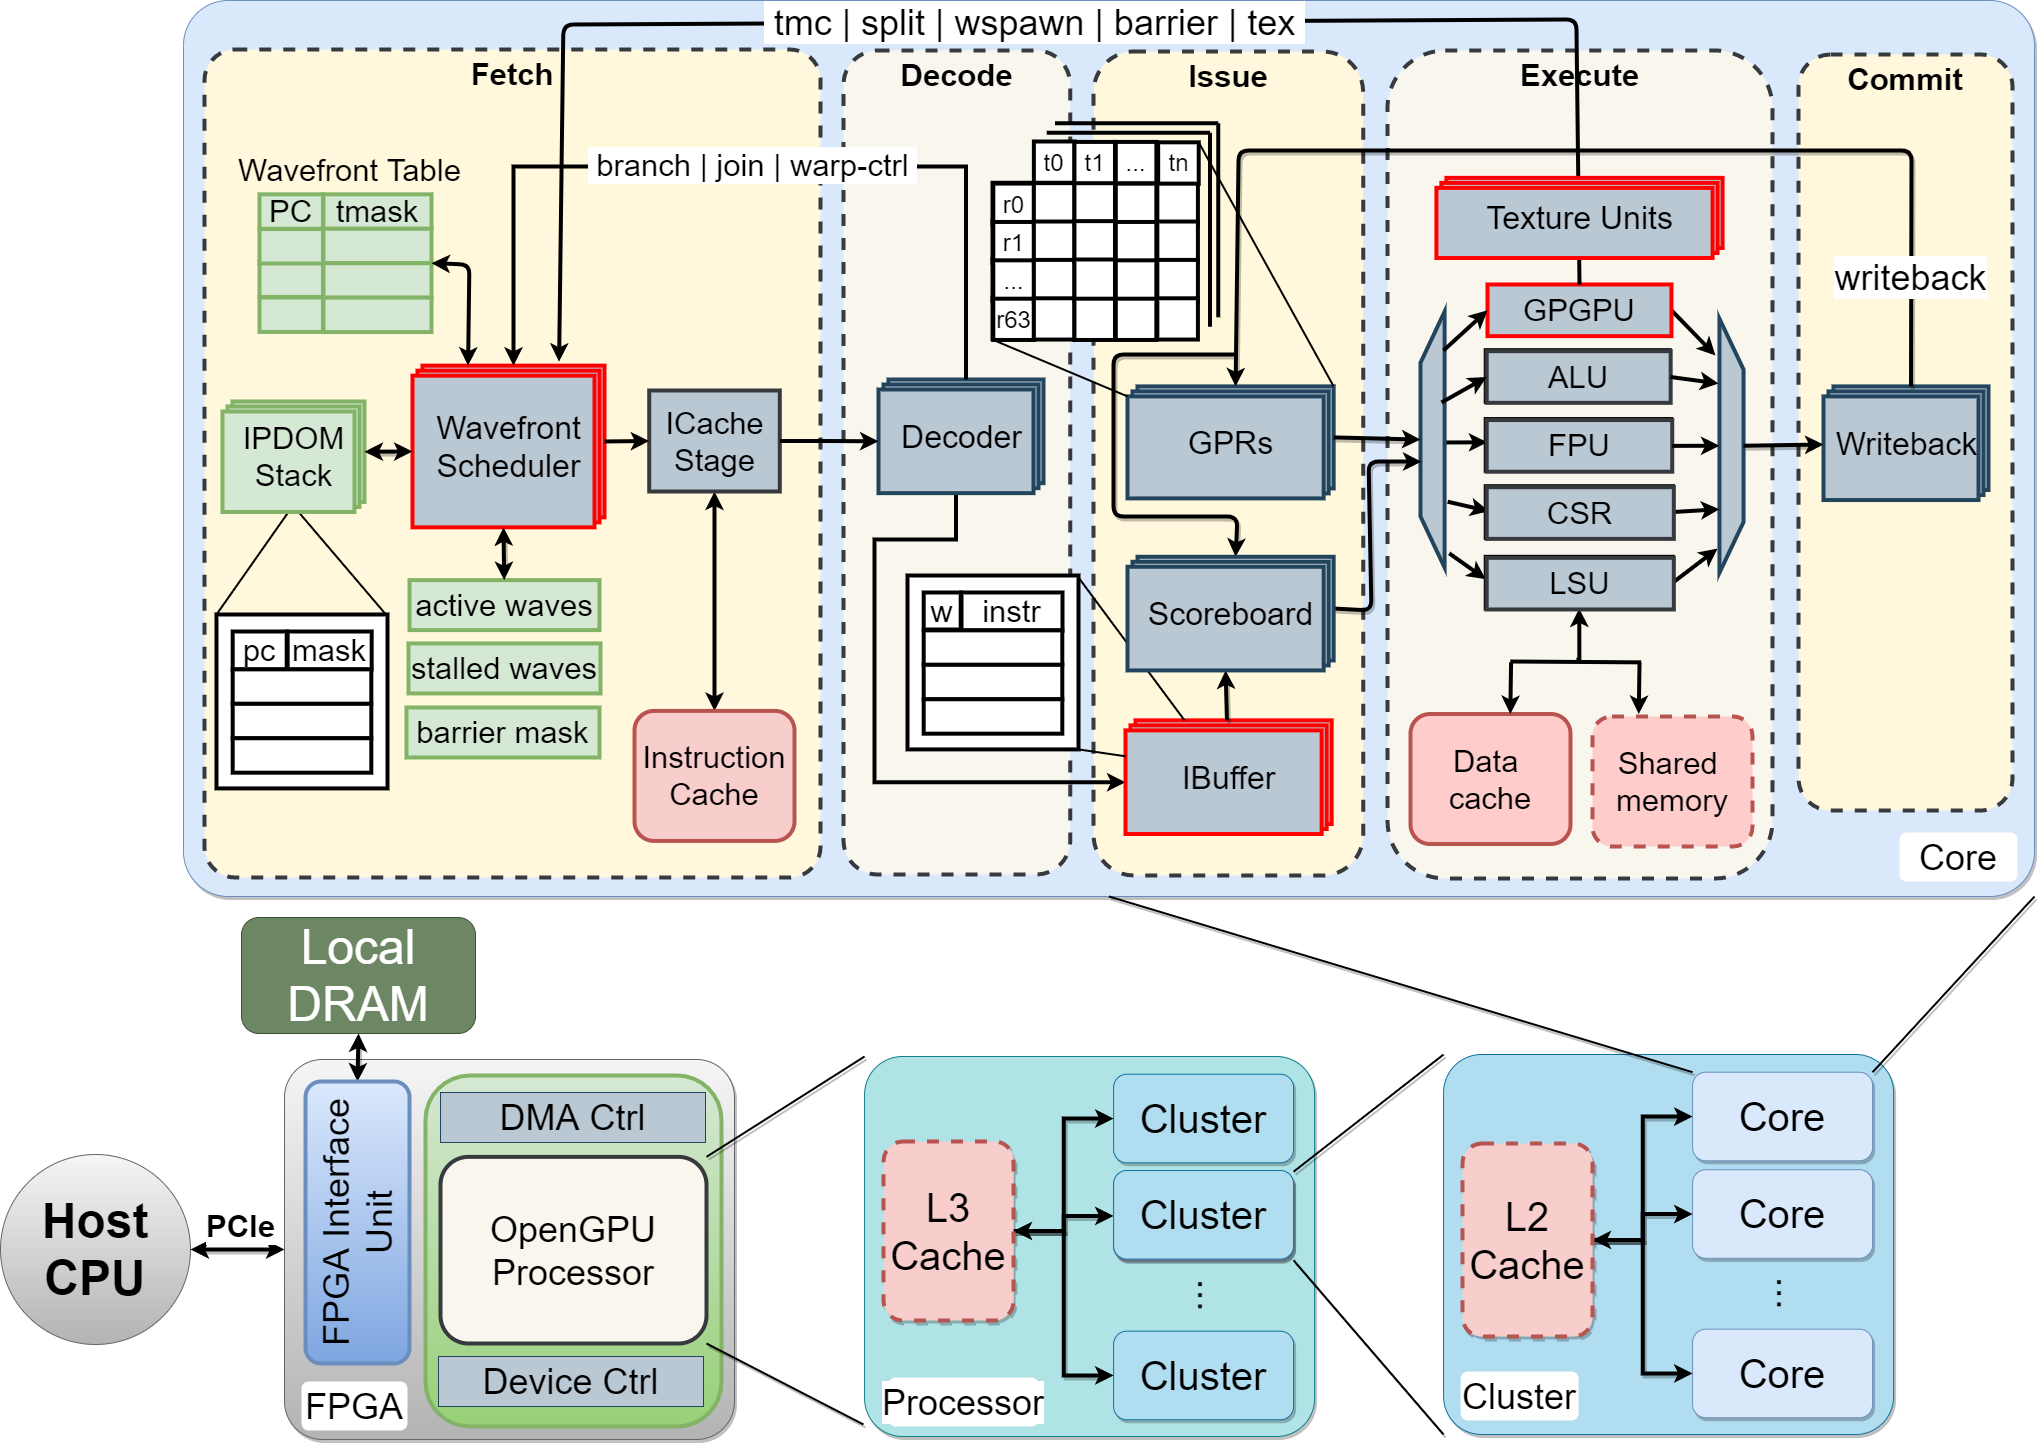 tmc | split | wspawn | barrier | tex
Fetch
Decode
Issue
Execute
Commit
Wavefront Table
PC tmask
branch | join | warp-ctrl
t0 t1 ... tn
r0
r1
...
r63
Texture Units
GPGPU
ALU
FPU
CSR
LSU
writeback
IPDOM
Stack
Wavefront
Scheduler
ICache
Stage
Decoder
GPRs
Writeback
active waves
stalled waves
barrier mask
pc mask
w instr
Scoreboard
IBuffer
Instruction
Cache
Data
cache
Shared
memory
Core
Local
DRAM
Host
CPU
PCIe
FPGA Interface
Unit
DMA Ctrl
OpenGPU
Processor
Device Ctrl
FPGA
L3
Cache
Cluster
Cluster
⋮
Cluster
Processor
L2
Cache
Core
Core
⋮
Core
Cluster